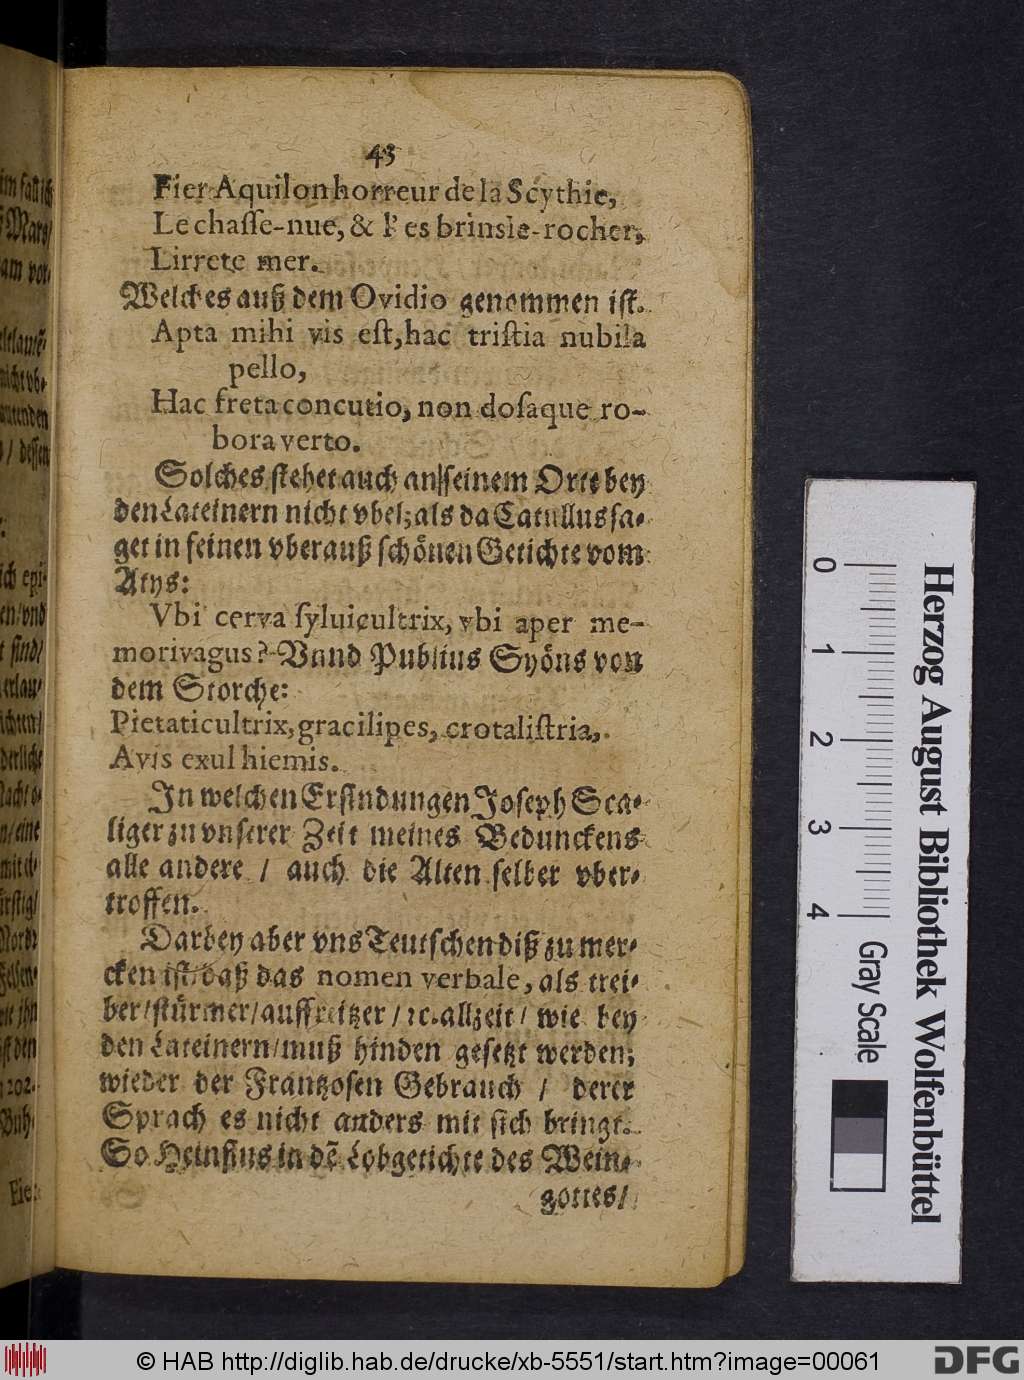 43
Fier Aquilon horreur de la Scythie,
Le chasse-nue, & l' es brinsle-rocher,
L'irrete mer.
Welches auß dem Ovidio genommen ist.
Apta mihi vis est, hac tristia nubila
pello,
Hac freta concutio, nondosaque ro-
bora verto.
Solches stehet auch an seinem Orte bey
den Lateinern nicht vbel; als da Catullus sa-
get in seinen vberauß schönen Getichte vom
Atys:
Vbi cerva syluicultrix, vbi aper me-
morivagus? Vnnd Publius Syöus von
dem Storche:
Pietaticultrix, gracilipes, crotalistria,
Avis exul hiemis.
In welchen Erfindungen Joseph Sca-
liger zu vnserer Zeit meines Bedunckens
alle andere / auch die Alten selber vber-
troffen.
Darbey aber vns Teutschen diß zu mer-
cken ist / daß das nomen verbale, als trei-
ber / stürmer / auffreitzer / ꝛc. allzeit / wie bey
den Lateinern / muß hinden gesetzt werden;
wieder der Frantzosen Gebrauch / derer
Sprach es nicht anders mit sich bringt.
So Heinsius in dẽ Lobgetichte des Wein-
gottes /
Herzog August Bibliothek Wolfenbüttel
0
1
2
3
4
Gray Scale
© HAB http://diglib.hab.de/drucke/xb-5551/start.htm?image=00061
DFG